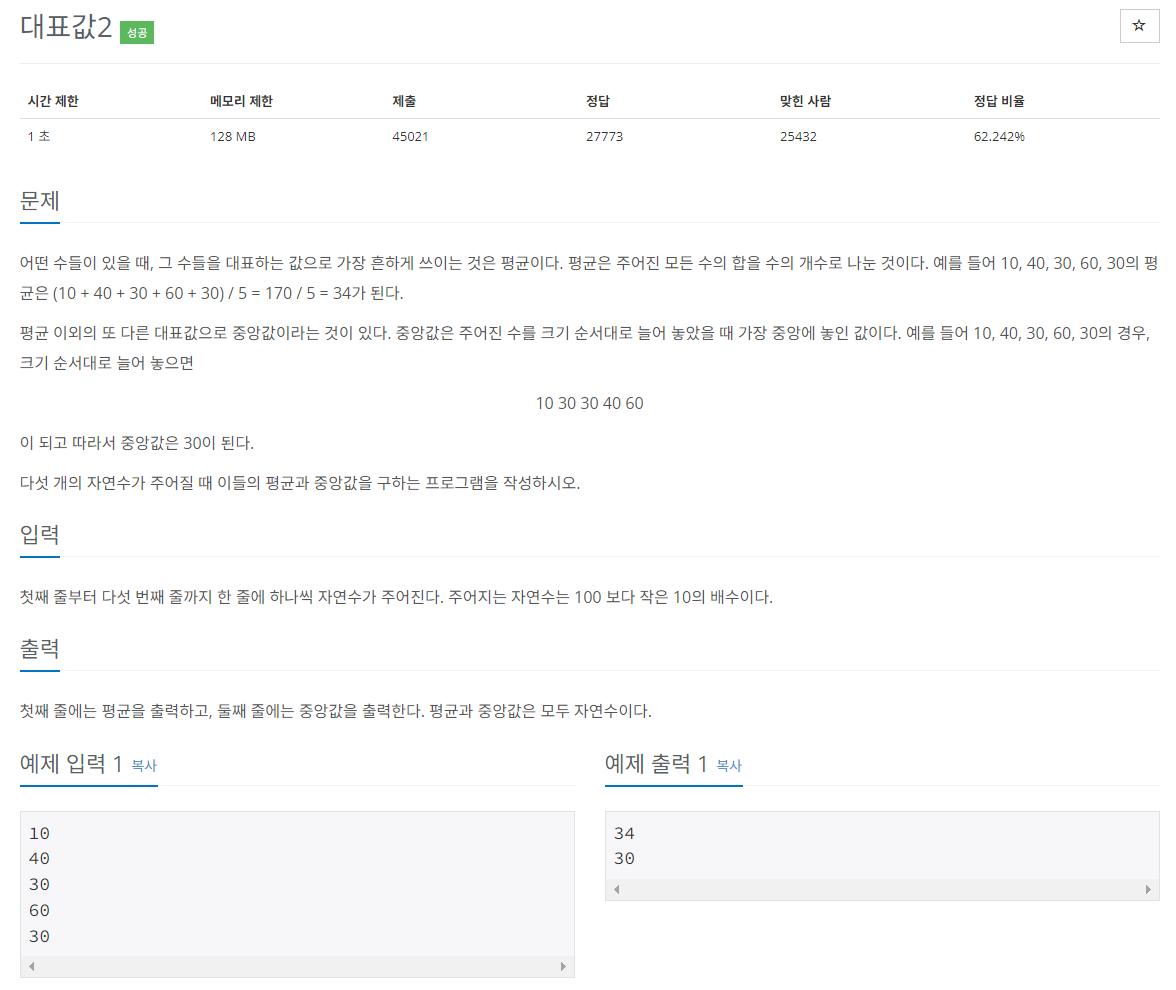 대표값2 성공
☆
시간 제한 메모리 제한 제출 정답 맞힌 사람 정답 비율
1 초 128 MB 45021 27773 25432 62.242%
문제
어떤 수들이 있을 때, 그 수들을 대표하는 값으로 가장 흔하게 쓰이는 것은 평균이다. 평균은 주어진 모든 수의 합을 수의 개수로 나눈 것이다. 예를 들어 10, 40, 30, 60, 30의 평
균은 (10 + 40 + 30 + 60 + 30) / 5 = 170 / 5 = 34가 된다.
평균 이외의 또 다른 대표값으로 중앙값이라는 것이 있다. 중앙값은 주어진 수를 크기 순서대로 늘어 놓았을 때 가장 중앙에 놓인 값이다. 예를 들어 10, 40, 30, 60, 30의 경우,
크기 순서대로 늘어 놓으면
10 30 30 40 60
이 되고 따라서 중앙값은 30이 된다.
다섯 개의 자연수가 주어질 때 이들의 평균과 중앙값을 구하는 프로그램을 작성하시오.
입력
첫째 줄부터 다섯 번째 줄까지 한 줄에 하나씩 자연수가 주어진다. 주어지는 자연수는 100 보다 작은 10의 배수이다.
출력
첫째 줄에는 평균을 출력하고, 둘째 줄에는 중앙값을 출력한다. 평균과 중앙값은 모두 자연수이다.
예제 입력 1 복사
10
40
30
60
30
예제 출력 1 복사
34
30